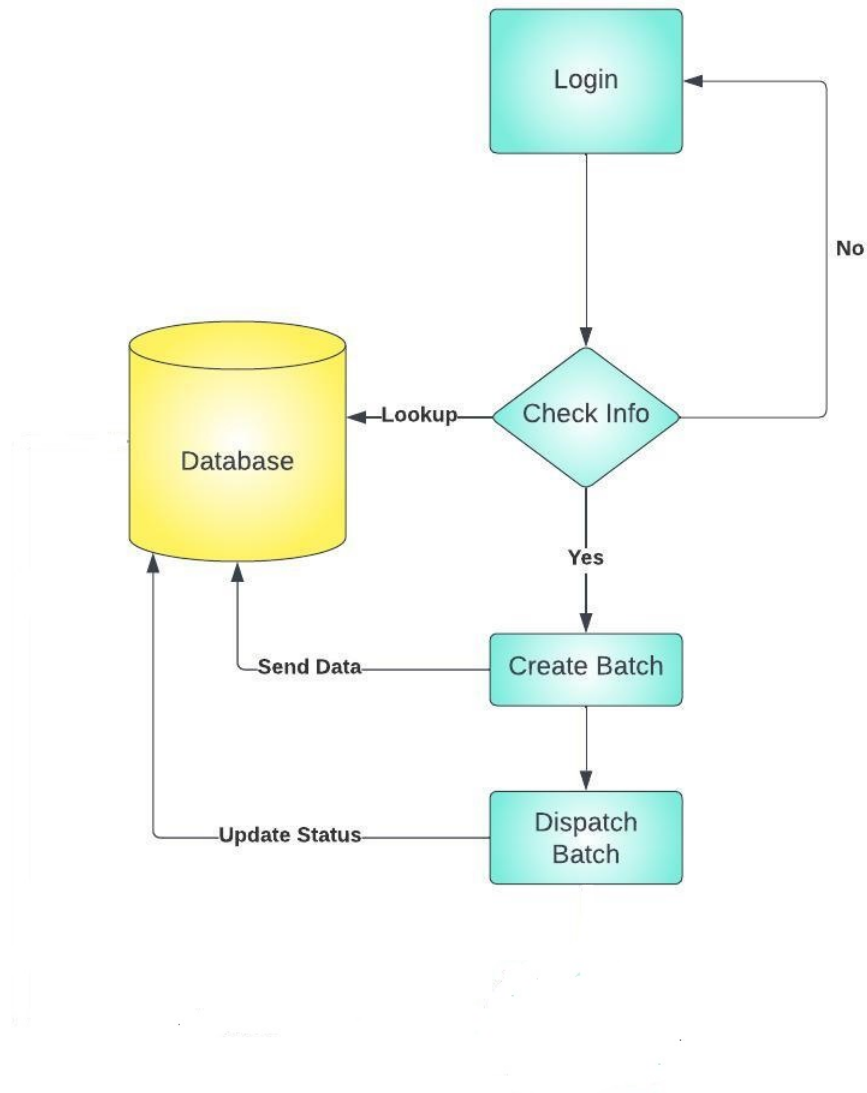 Login
No
Lookup
Check Info
Database
Yes
Send Data
Create Batch
Update Status
Dispatch
Batch